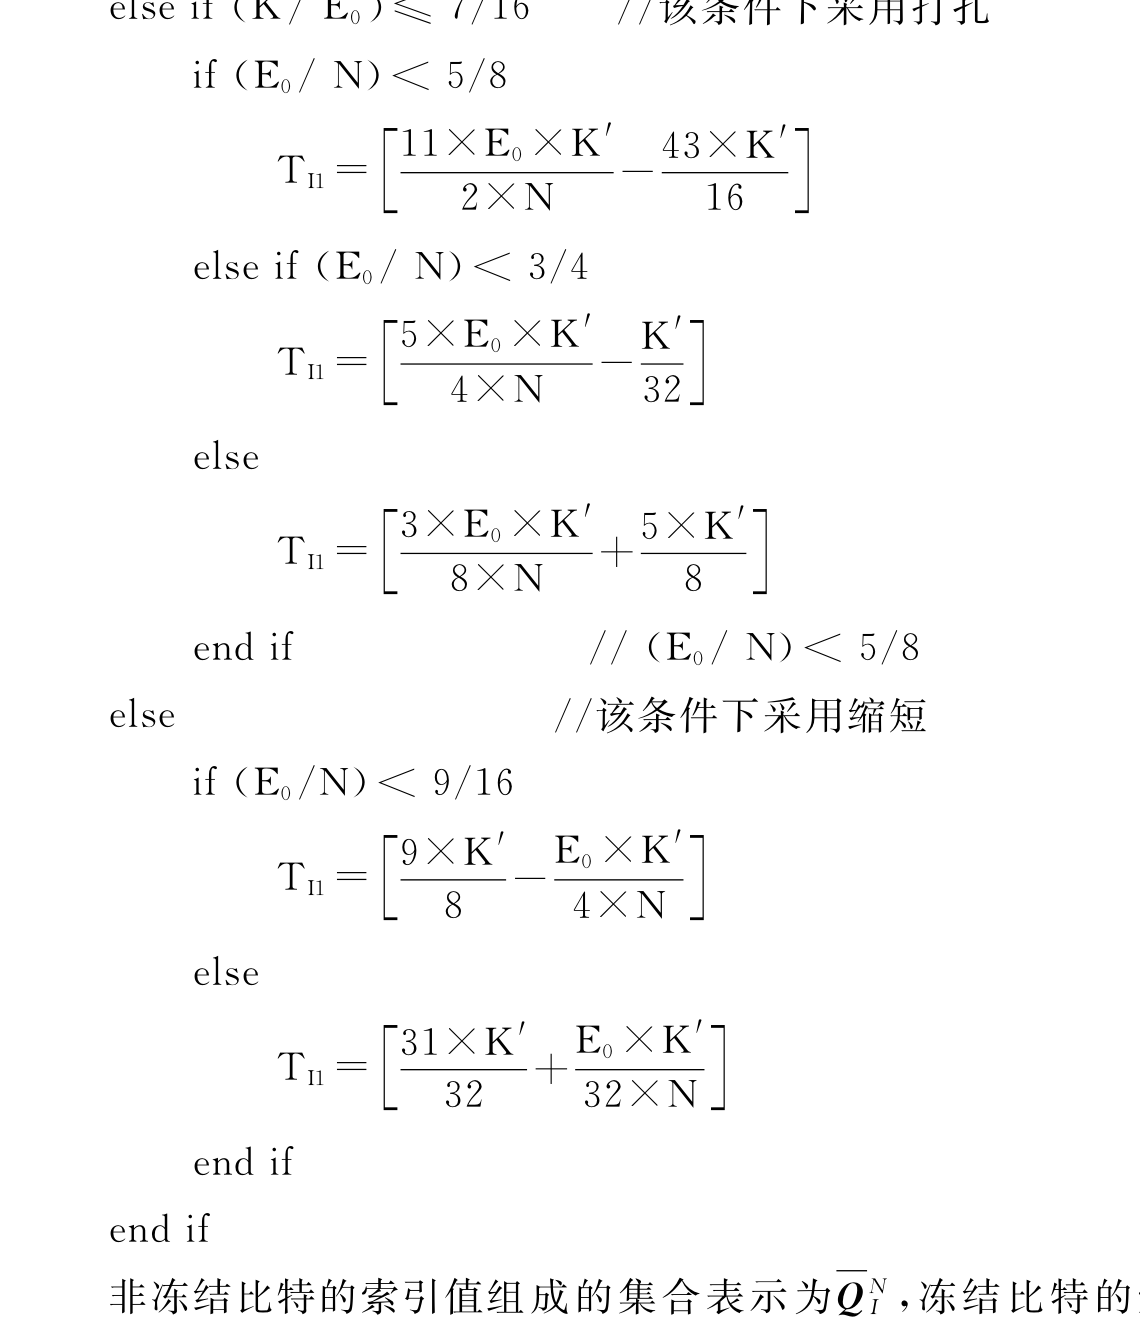 else if (K/ E₀)⩽ 7/16 //该条件下采用打孔
if (E₀/ N)< 5/8
T_I1 = [11×E₀×K′/2×N − 43×K′/16]
else if (E₀/ N)< 3/4
T_I1 = [5×E₀×K′/4×N − K′/32]
else
T_I1 = [3×E₀×K′/8×N + 5×K′/8]
end if // (E₀/ N)< 5/8
else //该条件下采用缩短
if (E₀/N)< 9/16
T_I1 = [9×K′/8 − E₀×K′/4×N]
else
T_I1 = [31×K′/32 + E₀×K′/32×N]
end if
end if
非冻结比特的索引值组成的集合表示为Q̅_I^N,冻结比特的